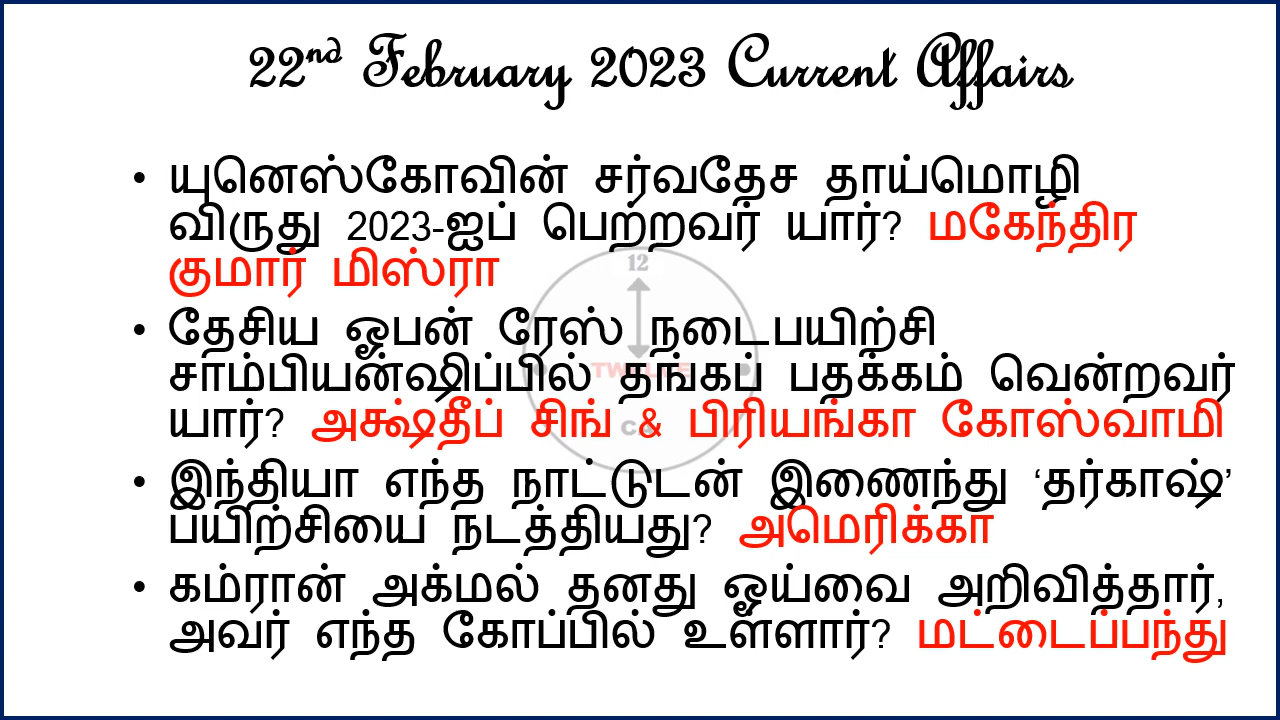 22nd February 2023 Current Affairs
• யுனெஸ்கோவின் சர்வதேச தாய்மொழி
விருது 2023-ஐப் பெற்றவர் யார்? மகேந்திர
குமார் மிஸ்ரா
• தேசிய ஓபன் ரேஸ் நடைபயிற்சி
சாம்பியன்ஷிப்பில் தங்கப் பதக்கம் வென்றவர்
யார்? அக்ஷ்தீப் சிங் & பிரியங்கா கோஸ்வாமி
• இந்தியா எந்த நாட்டுடன் இணைந்து ‘தர்காஷ்’
பயிற்சியை நடத்தியது? அமெரிக்கா
• கம்ரான் அக்மல் தனது ஓய்வை அறிவித்தார்,
அவர் எந்த கோப்பில் உள்ளார்? மட்டைப்பந்து
12